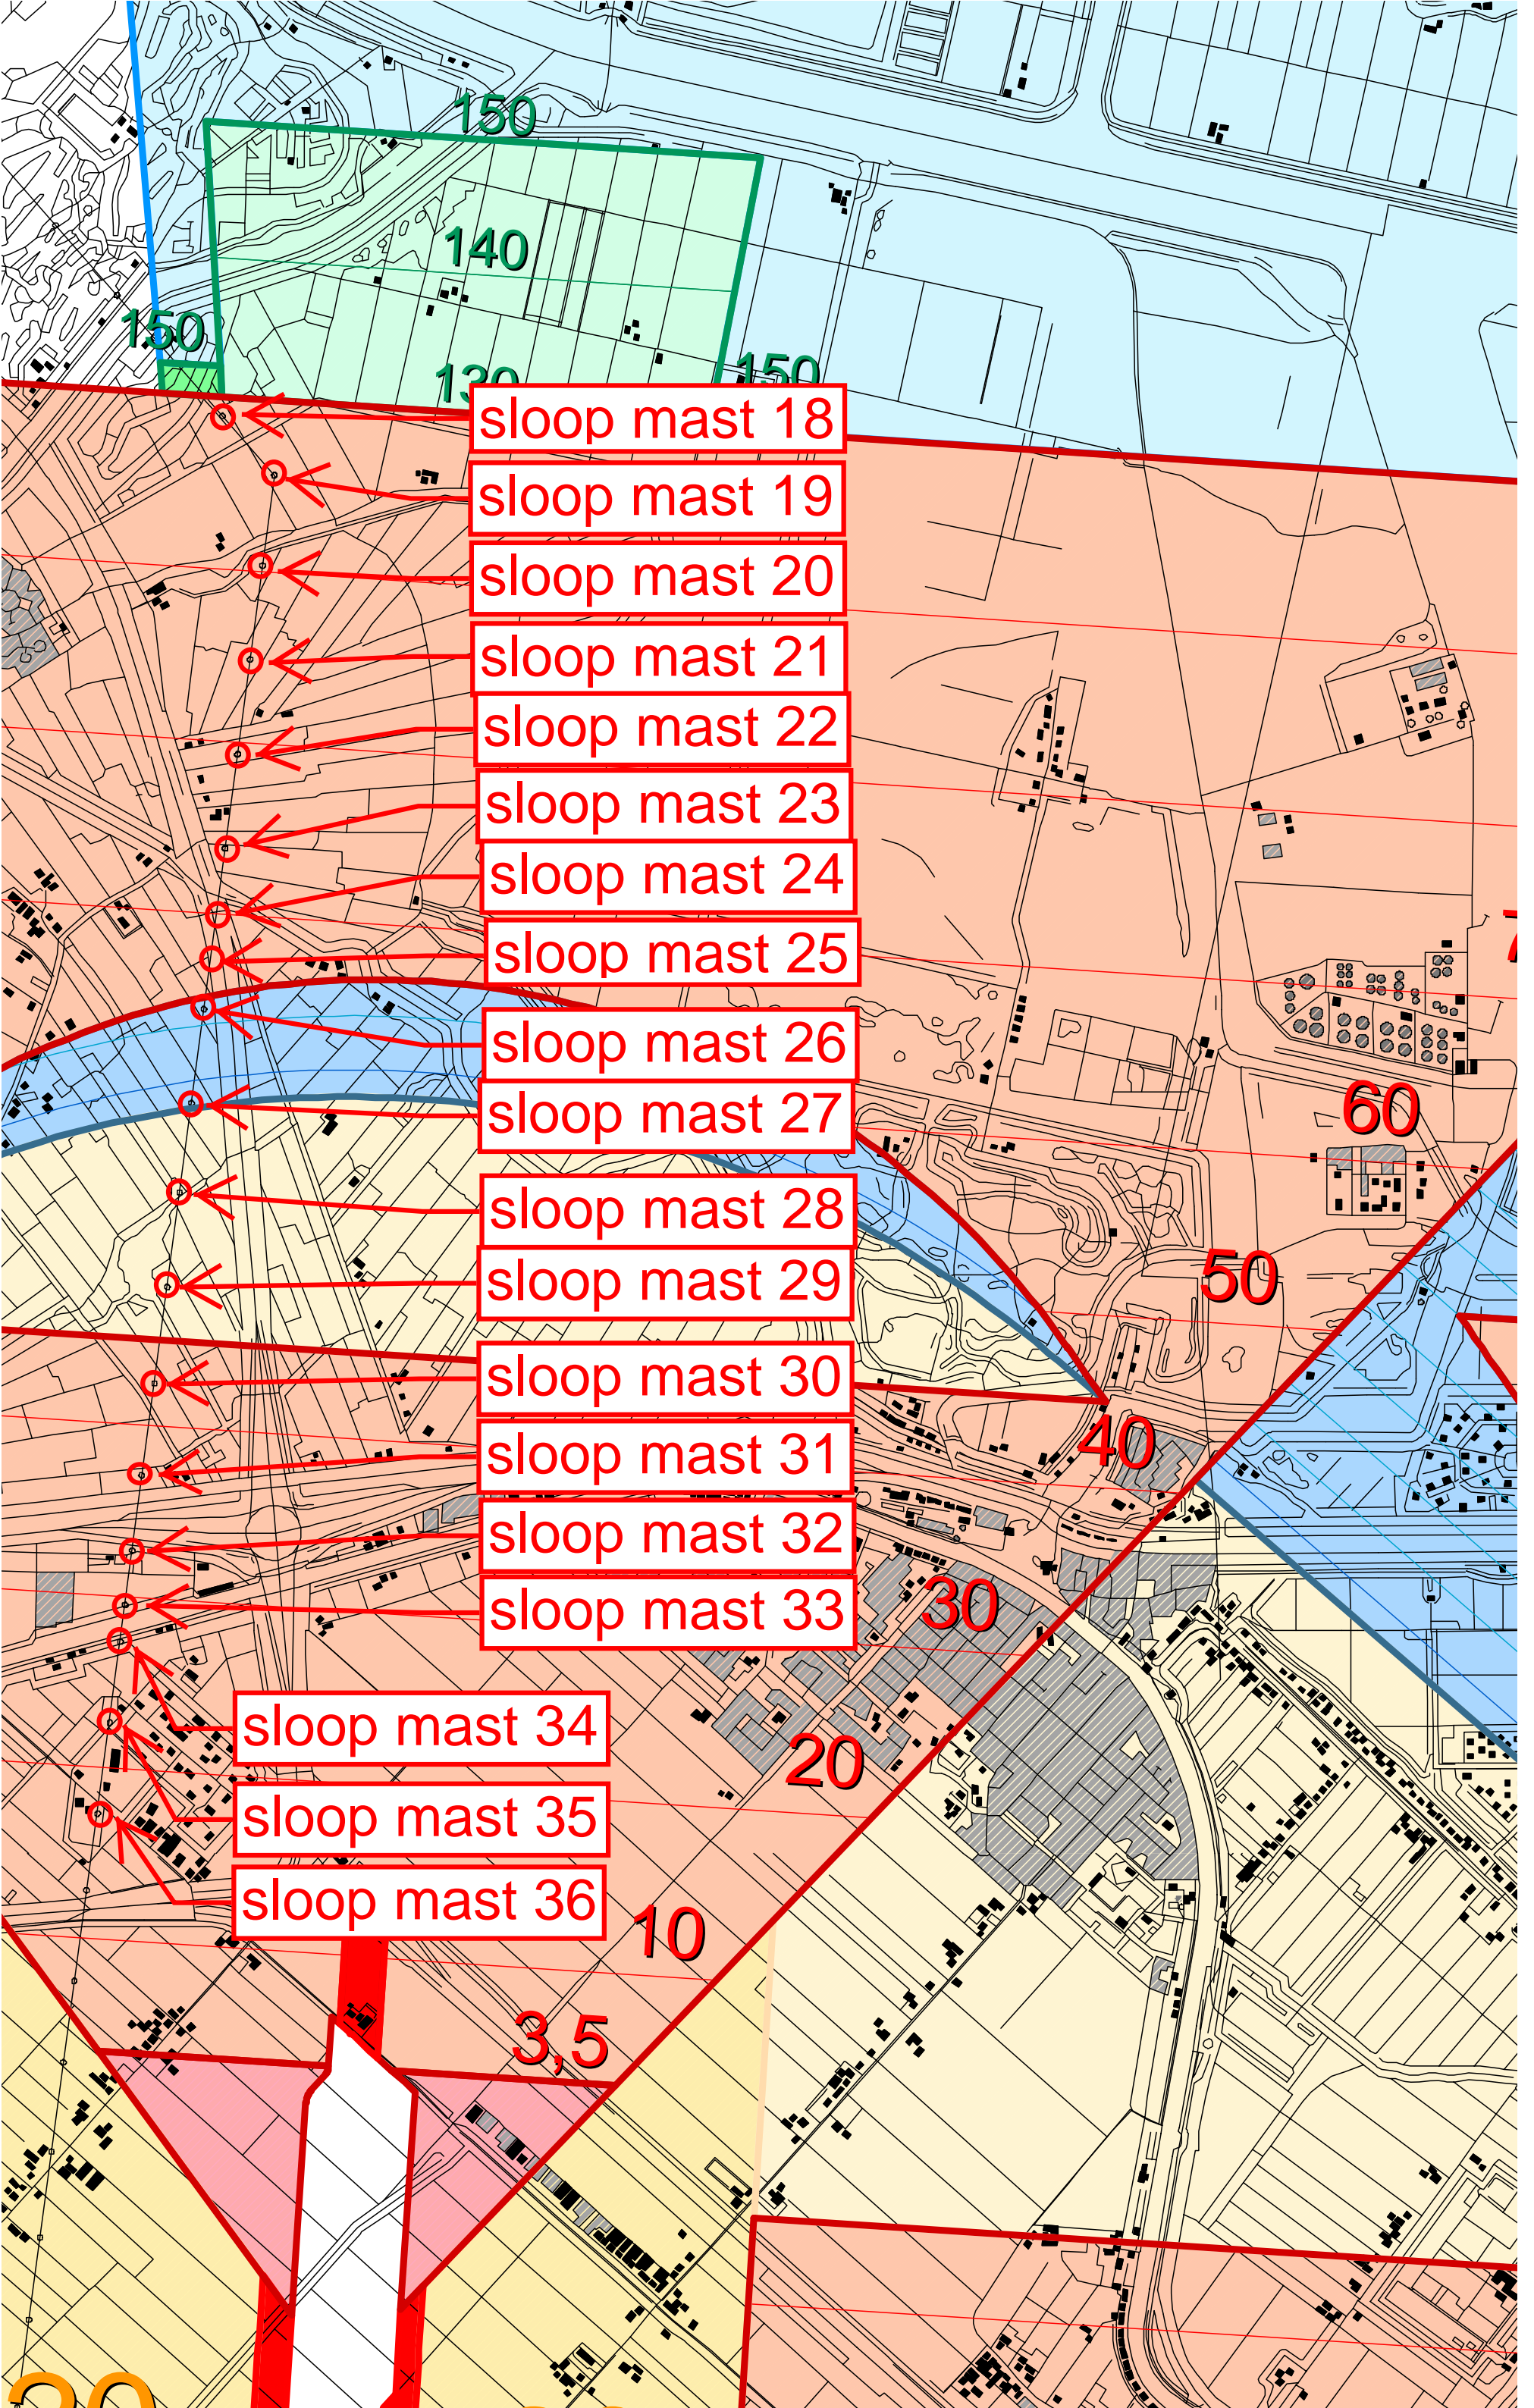 150
140
150
130
150
sloop mast 18
sloop mast 19
sloop mast 20
sloop mast 21
sloop mast 22
sloop mast 23
sloop mast 24
sloop mast 25
sloop mast 26
60
sloop mast 27
sloop mast 28
50
sloop mast 29
sloop mast 30
40
sloop mast 31
sloop mast 32
30
sloop mast 33
sloop mast 34
20
sloop mast 35
sloop mast 36
10
3,5